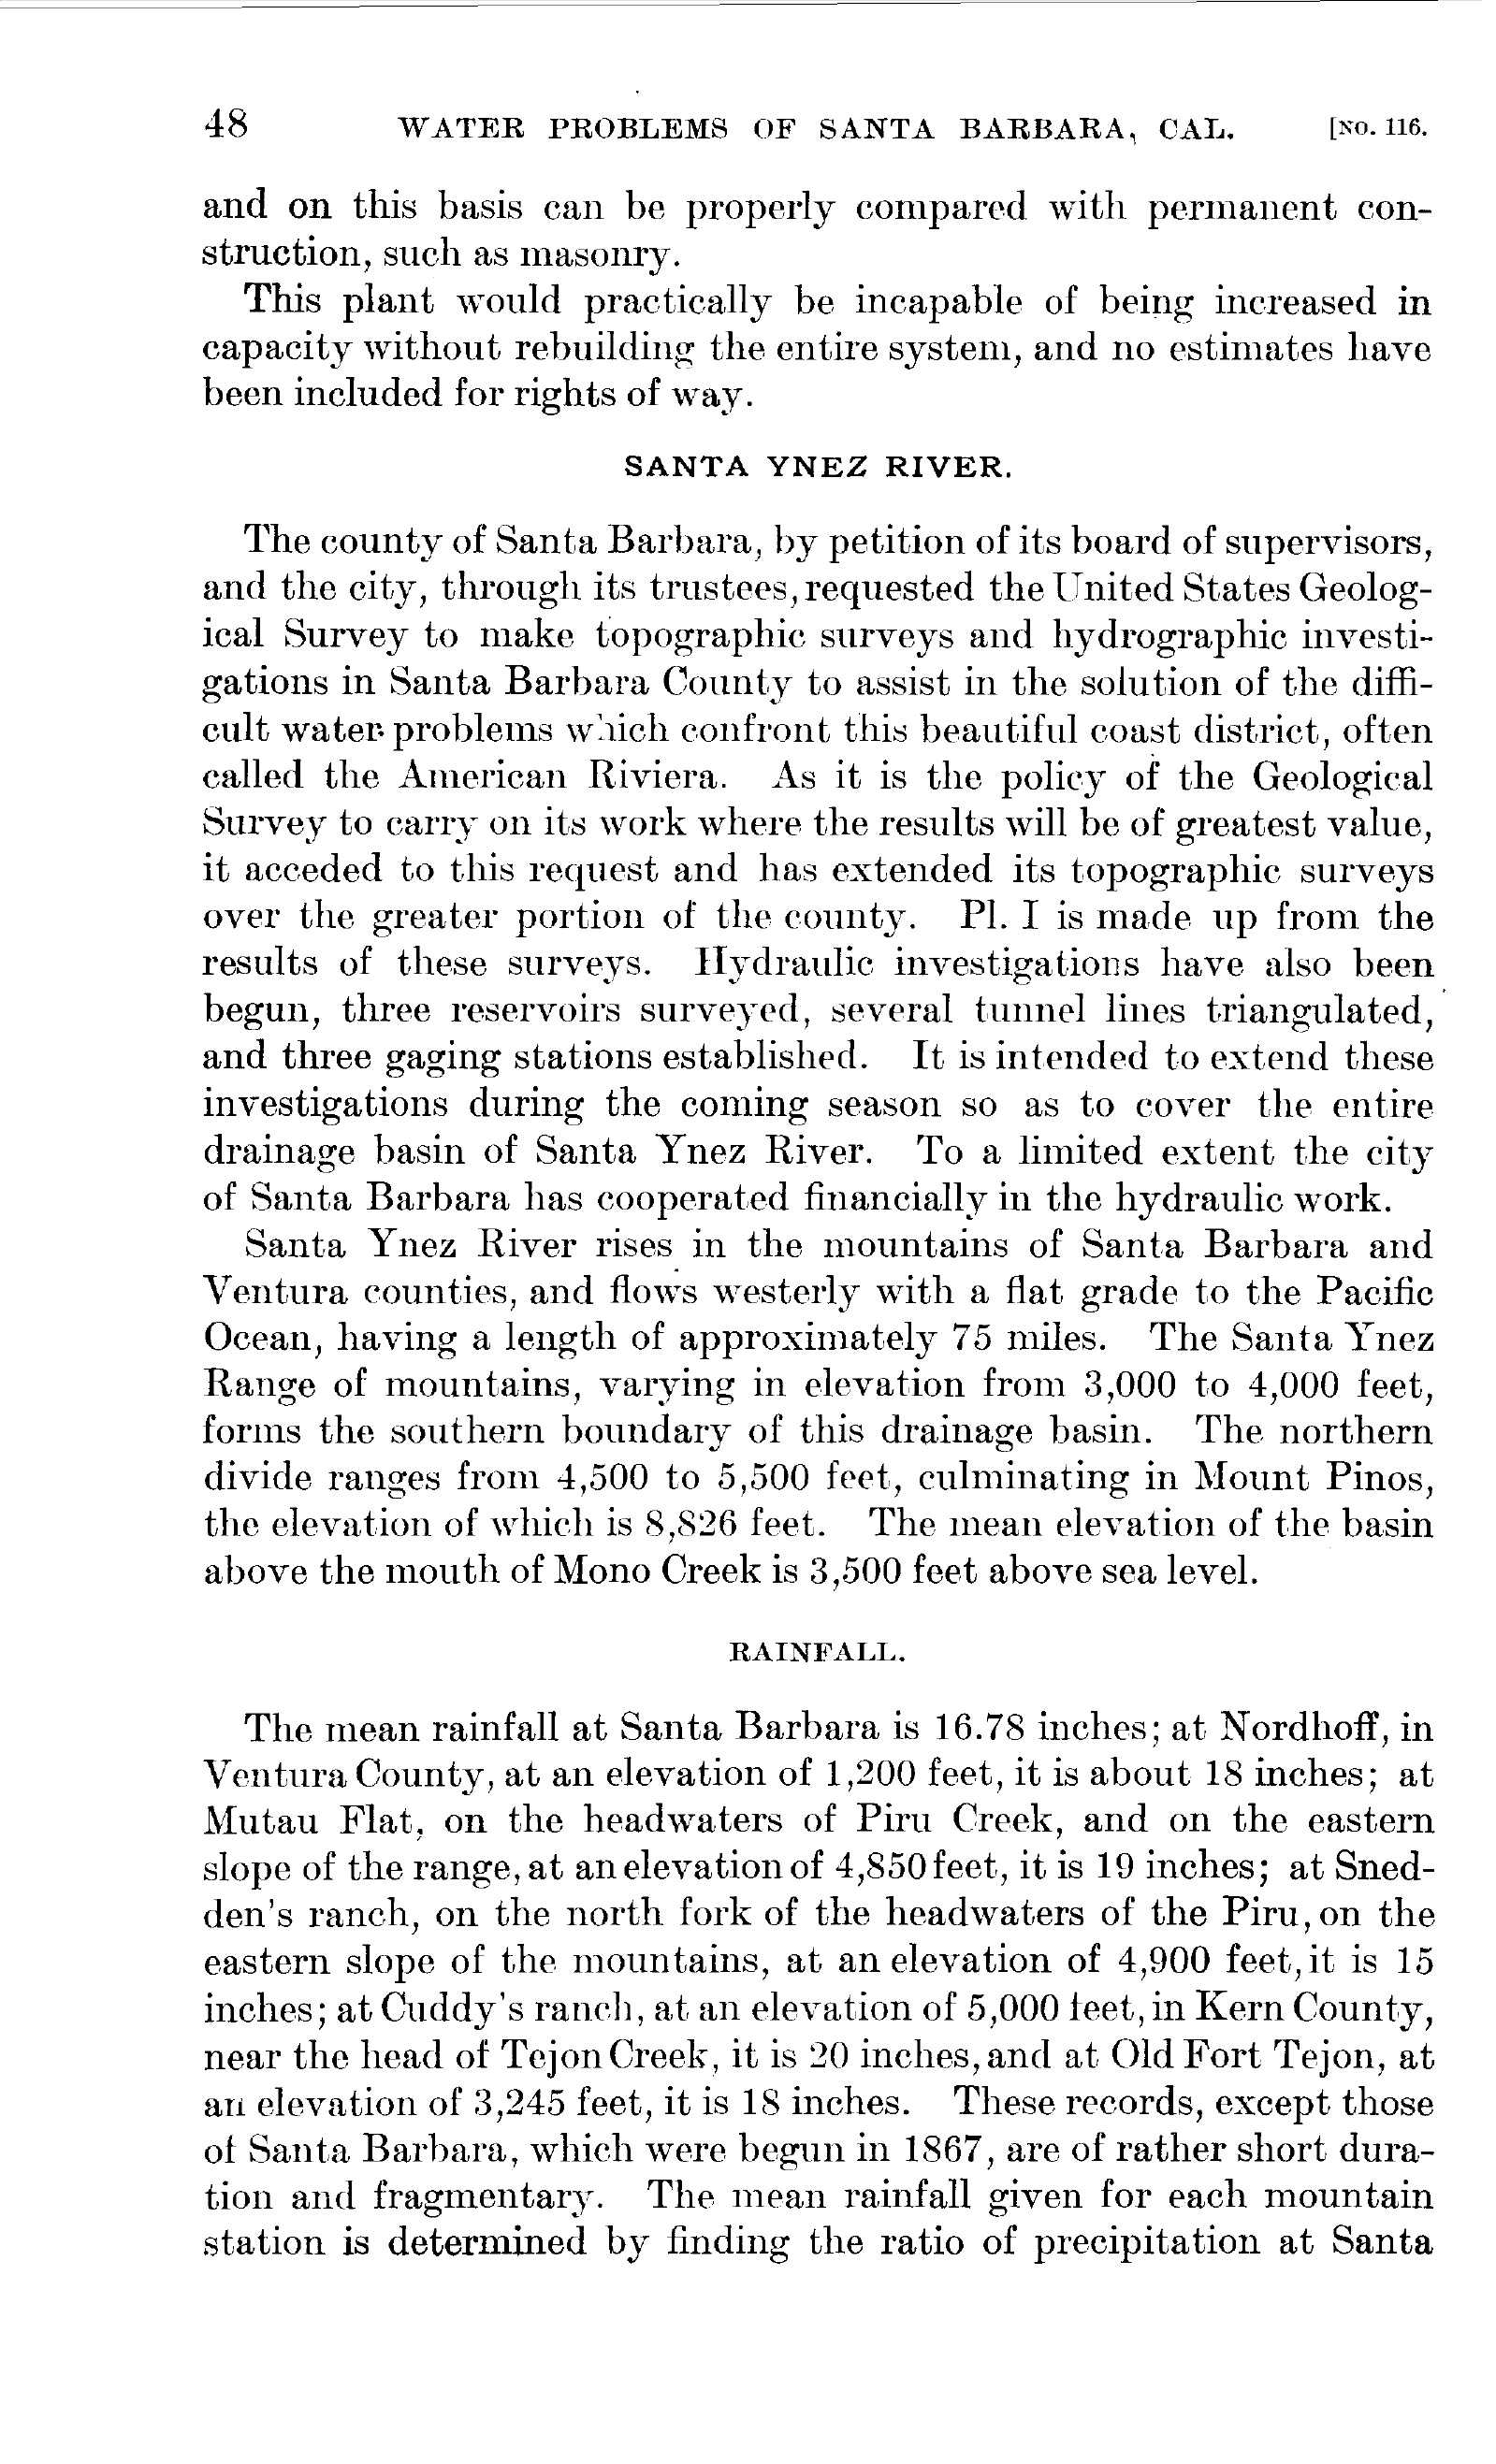 48 WATER PROBLEMS OF SANTA BARBARA, CAL. [NO. 116.
and on this basis can be properly compared with permanent con-
struction, such as masonry.
This plant would practically be incapable of being increased in
capacity without rebuilding the entire system, and no estimates have
been included for rights of way.
SANTA YNEZ RIVER.
The county of Santa Barbara, by petition of its board of supervisors,
and the city, through its trustees, requested the United States Geolog-
ical Survey to make topographic surveys and hydrographic investi-
gations in Santa Barbara County to assist in the solution of the diffi-
cult water problems which confront this beautiful coast district, often
called the American Riviera. As it is the policy of the Geological
Survey to carry on its work where the results will be of greatest value,
it acceded to this request and has extended its topographic surveys
over the greater portion of the county. Pl. I is made up from the
results of these surveys. Hydraulic investigations have also been
begun, three reservoirs surveyed, several tunnel lines triangulated,
and three gaging stations established. It is intended to extend these
investigations during the coming season so as to cover the entire
drainage basin of Santa Ynez River. To a limited extent the city
of Santa Barbara has cooperated financially in the hydraulic work.
Santa Ynez River rises in the mountains of Santa Barbara and
Ventura counties, and flows westerly with a flat grade to the Pacific
Ocean, having a length of approximately 75 miles. The Santa Ynez
Range of mountains, varying in elevation from 3,000 to 4,000 feet,
forms the southern boundary of this drainage basin. The northern
divide ranges from 4,500 to 5,500 feet, culminating in Mount Pinos,
the elevation of which is 8,826 feet. The mean elevation of the basin
above the mouth of Mono Creek is 3,500 feet above sea level.
RAINFALL.
The mean rainfall at Santa Barbara is 16.78 inches; at Nordhoff, in
Ventura County, at an elevation of 1,200 feet, it is about 18 inches; at
Mutau Flat, on the headwaters of Piru Creek, and on the eastern
slope of the range, at an elevation of 4,850 feet, it is 19 inches; at Sned-
den's ranch, on the north fork of the headwaters of the Piru, on the
eastern slope of the mountains, at an elevation of 4,900 feet, it is 15
inches; at Cuddy's ranch, at an elevation of 5,000 feet, in Kern County,
near the head of Tejon Creek, it is 20 inches, and at Old Fort Tejon, at
an elevation of 3,245 feet, it is 18 inches. These records, except those
of Santa Barbara, which were begun in 1867, are of rather short dura-
tion and fragmentary. The mean rainfall given for each mountain
station is determined by finding the ratio of precipitation at Santa